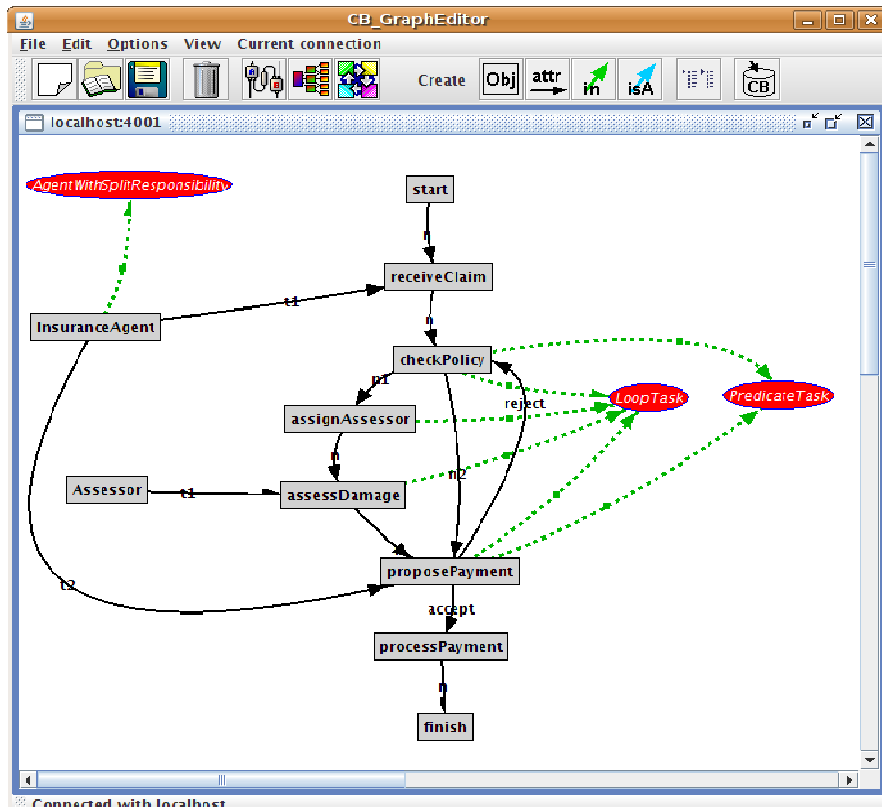 CB_GraphEditor
File Edit Options View Current connection
Create Obj attr in isA CB
localhost:4001
AgentWithSplitResponsibility
start
n
receiveClaim
t1
InsuranceAgent
n
checkPolicy
n1
reject
LoopTask
PredicateTask
assignAssessor
n
n2
Assessor
t1
assessDamage
proposePayment
t2
accept
processPayment
n
finish
Connected with localhost